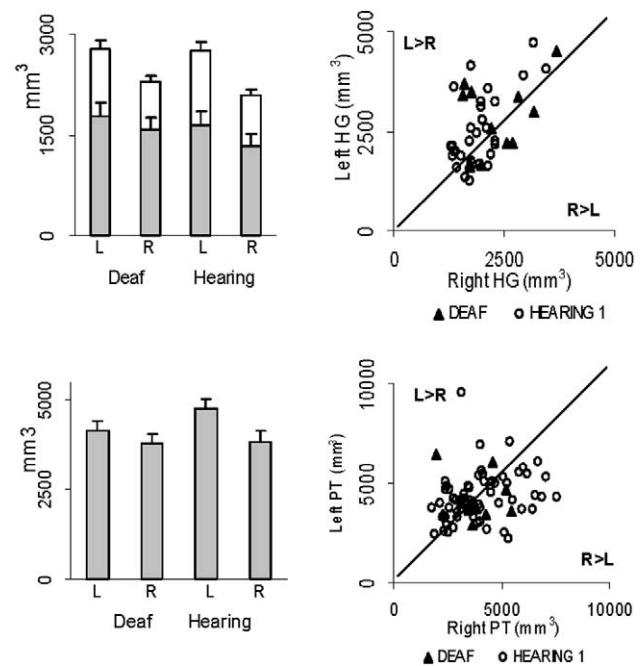 3000
1500
0
mm³
L R L R
Deaf Hearing
5000
2500
0
Left HG (mm³)
L>R
R>L
0 2500 5000
Right HG (mm³)
▲ DEAF o HEARING 1
5000
2500
0
mm3
L R L R
Deaf Hearing
10000
5000
0
Left PT (mm³)
L>R
R>L
0 5000 10000
Right PT (mm³)
▲ DEAF o HEARING 1